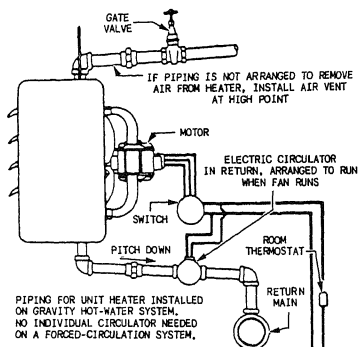 GATE
VALVE
IF PIPING IS NOT ARRANGED TO REMOVE
AIR FROM HEATER, INSTALL AIR VENT
AT HIGH POINT
MOTOR
ELECTRIC CIRCULATOR
IN RETURN, ARRANGED TO RUN
WHEN FAN RUNS
SWITCH
PITCH DOWN
ROOM
THERMOSTAT
RETURN
MAIN
PIPING FOR UNIT HEATER INSTALLED
ON GRAVITY HOT-WATER SYSTEM.
NO INDIVIDUAL CIRCULATOR NEEDED
ON A FORCED-CIRCULATION SYSTEM.